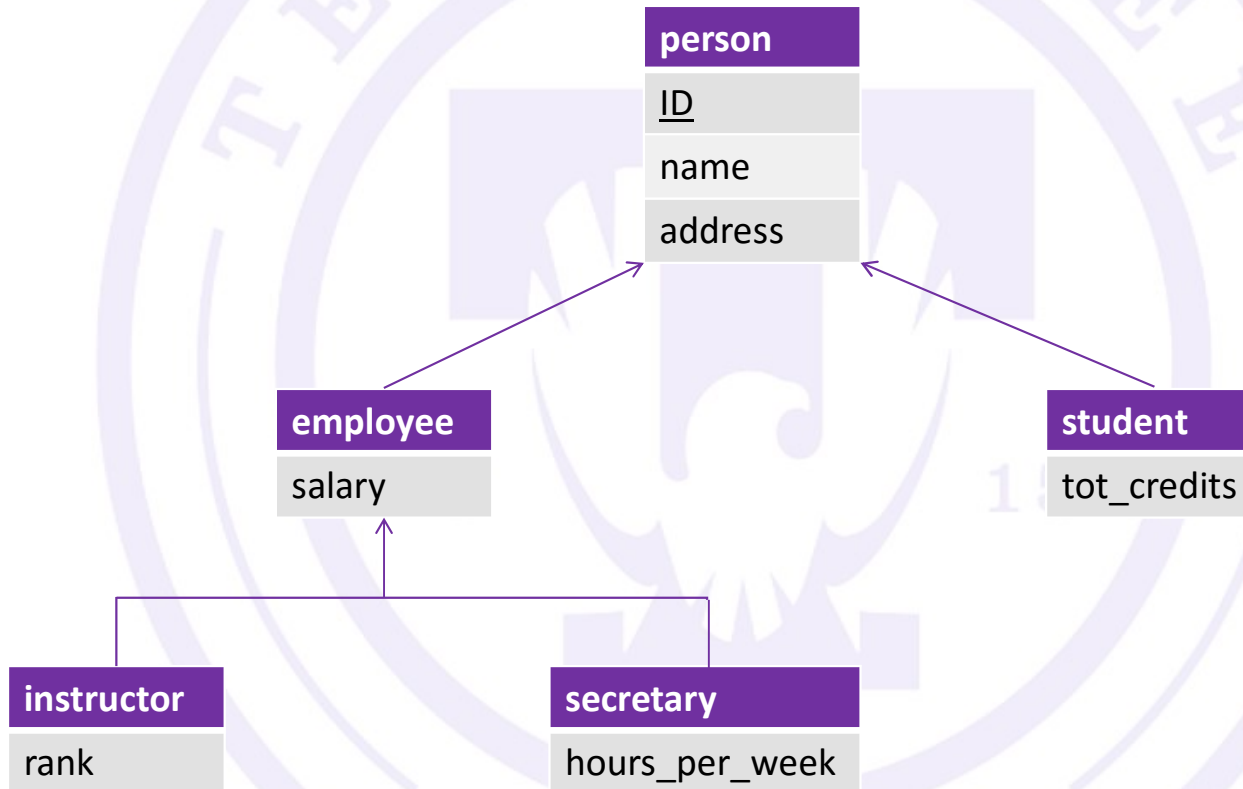 person
ID
name
address
employee
salary
student
tot_credits
instructor
rank
secretary
hours_per_week